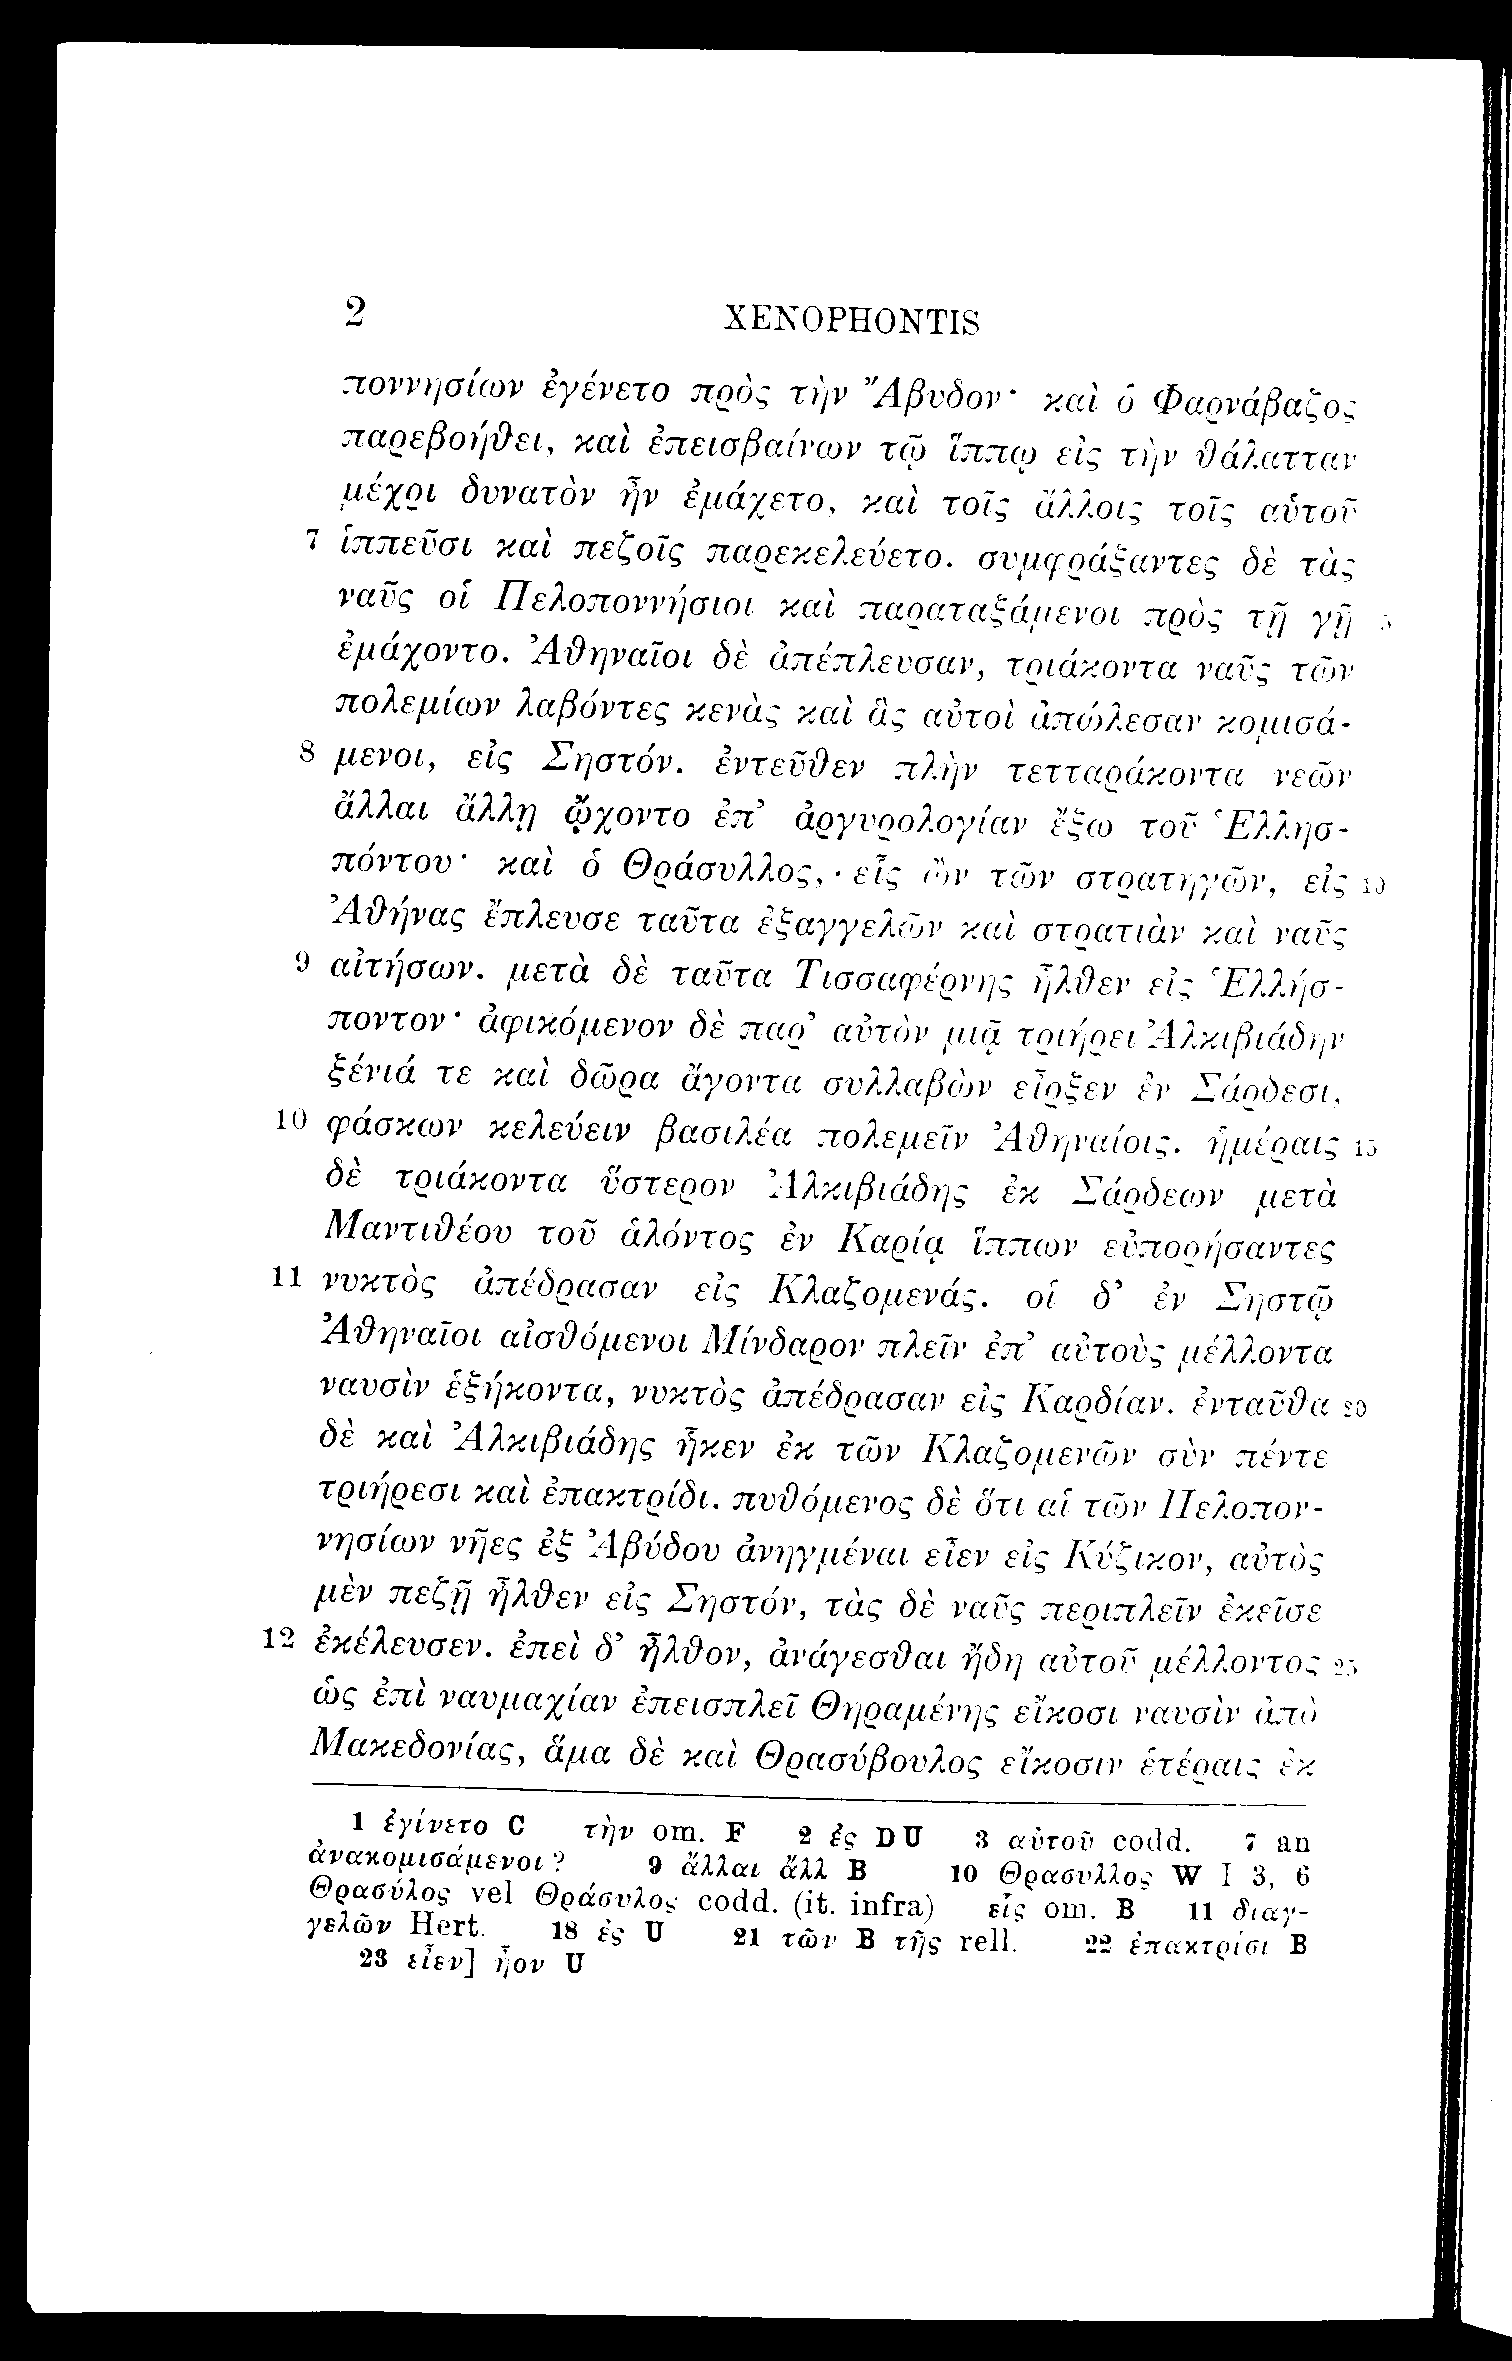 2 XENOPHONTIS
ποννησίων ἐγένετο πρὸς τὴν Ἄβυδον· καὶ ὁ Φαρνάβαζος
παρεβοήθει, καὶ ἐπεισβαίνων τῷ ἵππῳ εἰς τὴν θάλατταν
μέχρι δυνατὸν ἦν ἐμάχετο, καὶ τοῖς ἄλλοις τοῖς αὑτοῦ
7 ἱππεῦσι καὶ πεζοῖς παρεκελεύετο. συμφράξαντες δὲ τὰς
ναῦς οἱ Πελοποννήσιοι καὶ παραταξάμενοι πρὸς τῇ γῇ 5
ἐμάχοντο. Ἀθηναῖοι δὲ ἀπέπλευσαν, τριάκοντα ναῦς τῶν
πολεμίων λαβόντες κενὰς καὶ ἃς αὐτοὶ ἀπώλεσαν κομισά-
8 μενοι, εἰς Σηστόν. ἐντεῦθεν πλὴν τετταράκοντα νεῶν
ἄλλαι ἄλλῃ ᾤχοντο ἐπ’ ἀργυρολογίαν ἔξω τοῦ Ἑλλησ-
πόντου· καὶ ὁ Θράσυλλος, εἷς ὢν τῶν στρατηγῶν, εἰς 10
Ἀθήνας ἔπλευσε ταῦτα ἐξαγγελῶν καὶ στρατιὰν καὶ ναῦς
9 αἰτήσων. μετὰ δὲ ταῦτα Τισσαφέρνης ἦλθεν εἰς Ἑλλήσ-
ποντον· ἀφικόμενον δὲ παρ’ αὐτὸν μιᾷ τριήρει Ἀλκιβιάδην
ξένιά τε καὶ δῶρα ἄγοντα συλλαβὼν εἷρξεν ἐν Σάρδεσι,
10 φάσκων κελεύειν βασιλέα πολεμεῖν Ἀθηναίοις. ἡμέραις 15
δὲ τριάκοντα ὕστερον Ἀλκιβιάδης ἐκ Σάρδεων μετὰ
Μαντιθέου τοῦ ἁλόντος ἐν Καρίᾳ ἵππων εὐπορήσαντες
11 νυκτὸς ἀπέδρασαν εἰς Κλαζομενάς. οἱ δ’ ἐν Σηστῷ
Ἀθηναῖοι αἰσθόμενοι Μίνδαρον πλεῖν ἐπ’ αὐτοὺς μέλλοντα
ναυσὶν ἑξήκοντα, νυκτὸς ἀπέδρασαν εἰς Καρδίαν. ἐνταῦθα 20
δὲ καὶ Ἀλκιβιάδης ἧκεν ἐκ τῶν Κλαζομενῶν σὺν πέντε
τριήρεσι καὶ ἐπακτρίδι. πυθόμενος δὲ ὅτι αἱ τῶν Πελοπον-
νησίων νῆες ἐξ Ἀβύδου ἀνηγμέναι εἶεν εἰς Κύζικον, αὐτὸς
μὲν πεζῇ ἦλθεν εἰς Σηστόν, τὰς δὲ ναῦς περιπλεῖν ἐκεῖσε
12 ἐκέλευσεν. ἐπεὶ δ’ ἦλθον, ἀνάγεσθαι ἤδη αὐτοῦ μέλλοντος 25
ὡς ἐπὶ ναυμαχίαν ἐπεισπλεῖ Θηραμένης εἴκοσι ναυσὶν ἀπὸ
Μακεδονίας, ἅμα δὲ καὶ Θρασύβουλος εἴκοσιν ἑτέραις ἐκ
1 ἐγίνετο C τὴν om. F 2 ἐς DU 3 αὐτοῦ codd. 7 an
ἀνακομισάμενοι? 9 ἄλλαι ἄλλ B 10 Θρασυλλος W I 3, 6
Θρασύλος vel Θράσυλος codd. (it. infra) εἷς om. B 11 διαγ-
γελῶν Hert. 18 ἐς U 21 τῶν B τῆς rell. 22 ἐπακτρίσι B
23 εἶεν] ἦον U